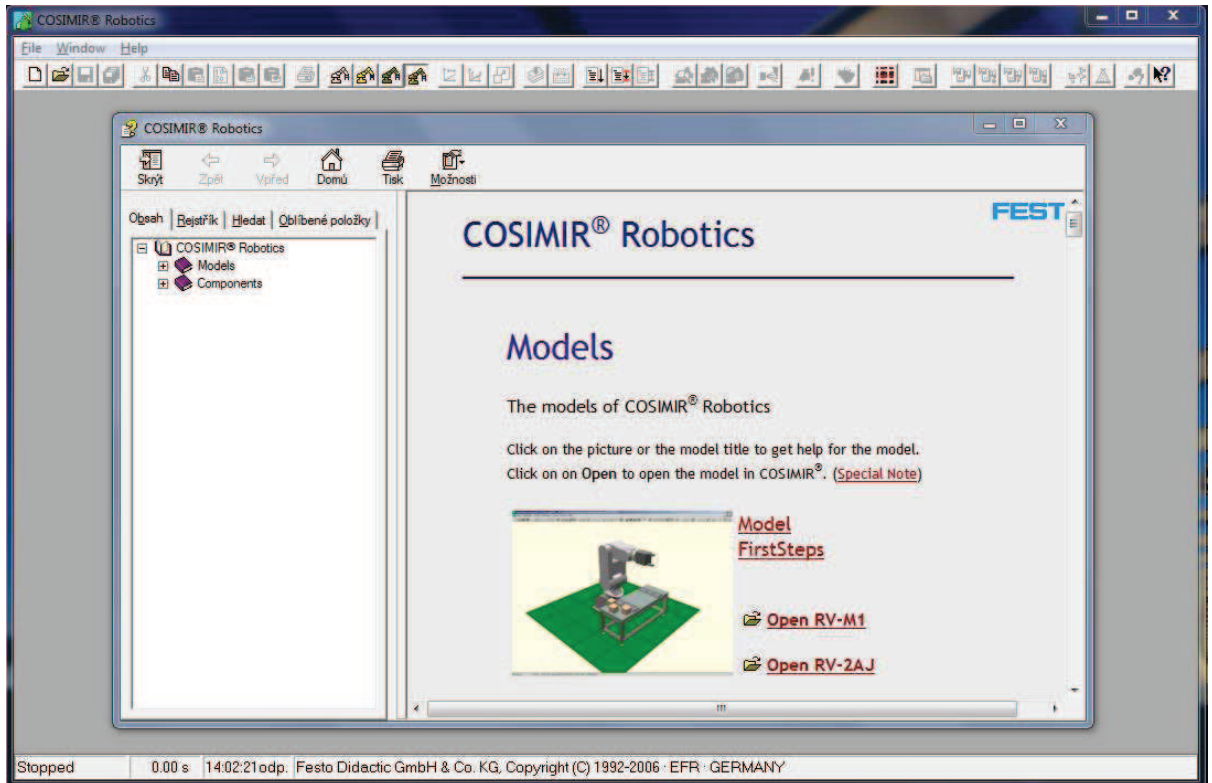 COSIMIR® Robotics
File Window Help
COSIMIR® Robotics
Skrýt Zpět Vpřed Domů Tisk Možnosti
Obsah Rejstřík Hledat Oblíbené položky
COSIMIR® Robotics
Models
Components
FEST
COSIMIR® Robotics
Models
The models of COSIMIR® Robotics
Click on the picture or the model title to get help for the model.
Click on on Open to open the model in COSIMIR®. (Special Note)
Model
FirstSteps
Open RV-M1
Open RV-2AJ
Stopped 0.00 s 14:02:21odp. Festo Didactic GmbH & Co. KG, Copyright (C) 1992-2006 · EFR · GERMANY